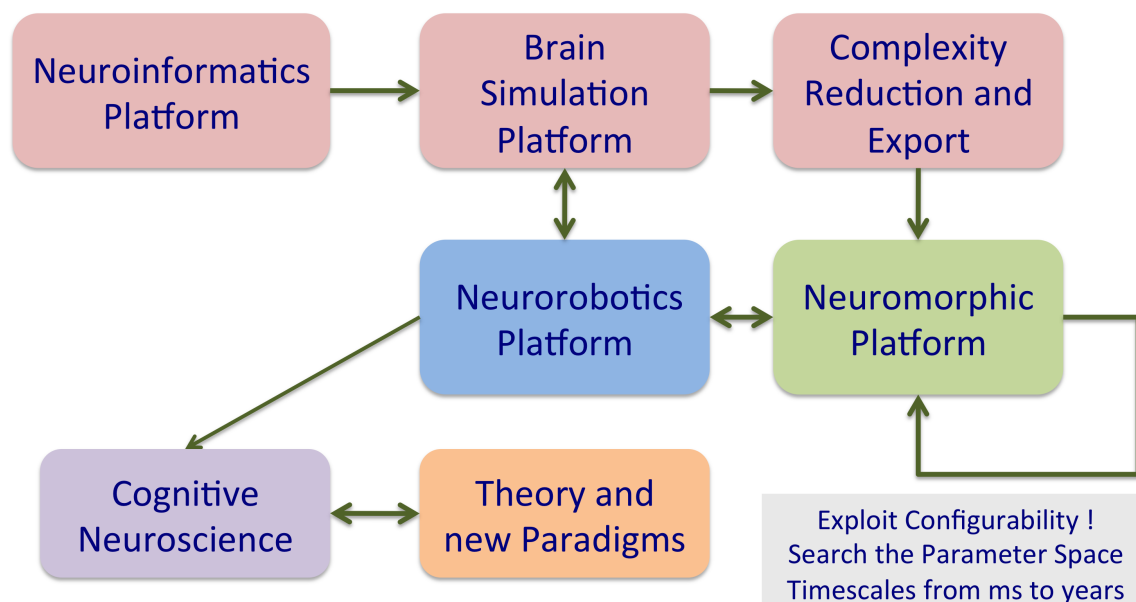 Neuroinformatics
Platform
Brain
Simulation
Platform
Complexity
Reduction and
Export
Neurorobotics
Platform
Neuromorphic
Platform
Cognitive
Neuroscience
Theory and
new Paradigms
Exploit Configurability !
Search the Parameter Space
Timescales from ms to years